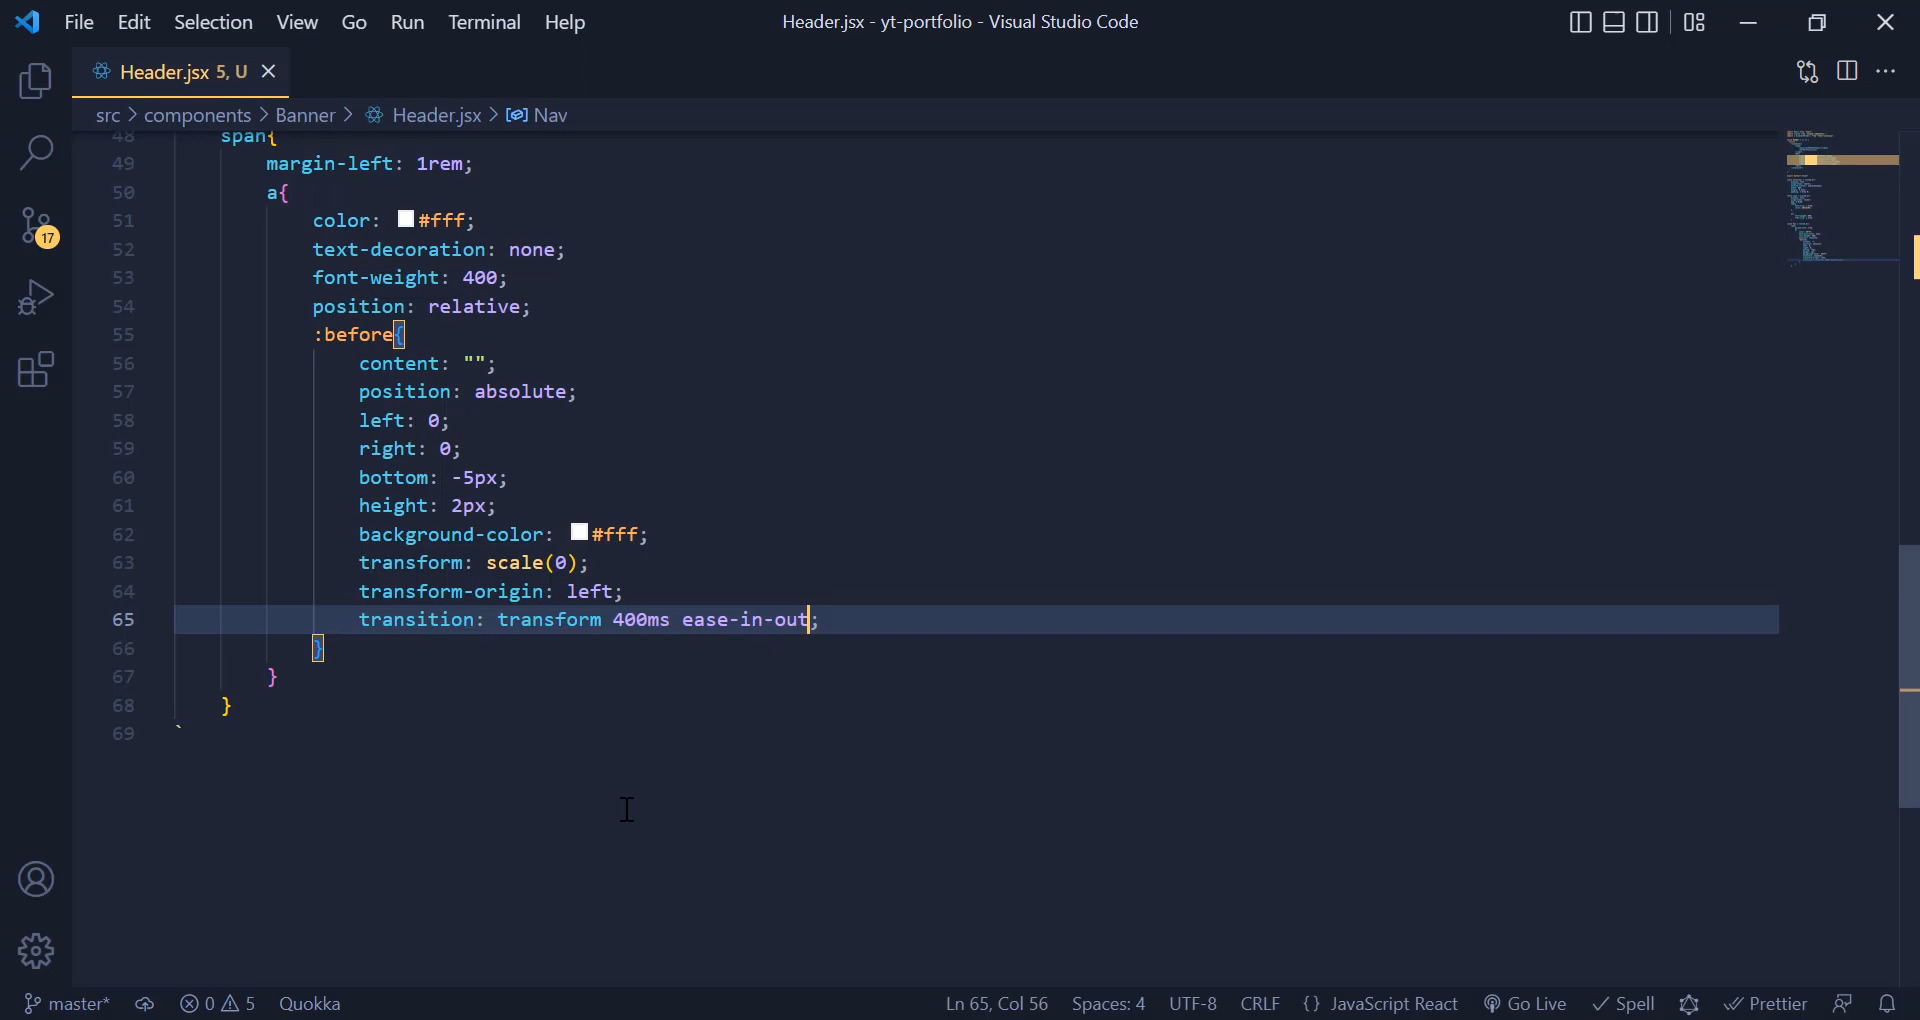 File Edit Selection View Go Run Terminal Help Header.jsx - yt-portfolio - Visual Studio Code
Header.jsx 5, U
src > components > Banner > Header.jsx > Nav
48 span{
49 margin-left: 1rem;
50 a{
51 color: #fff;
52 text-decoration: none;
53 font-weight: 400;
54 position: relative;
55 :before{
56 content: "";
57 position: absolute;
58 left: 0;
59 right: 0;
60 bottom: -5px;
61 height: 2px;
62 background-color: #fff;
63 transform: scale(0);
64 transform-origin: left;
65 transition: transform 400ms ease-in-out;
66 }
67 }
68 }
69 `
17
master* 0 5 Quokka Ln 65, Col 56 Spaces: 4 UTF-8 CRLF {} JavaScript React Go Live Spell Prettier